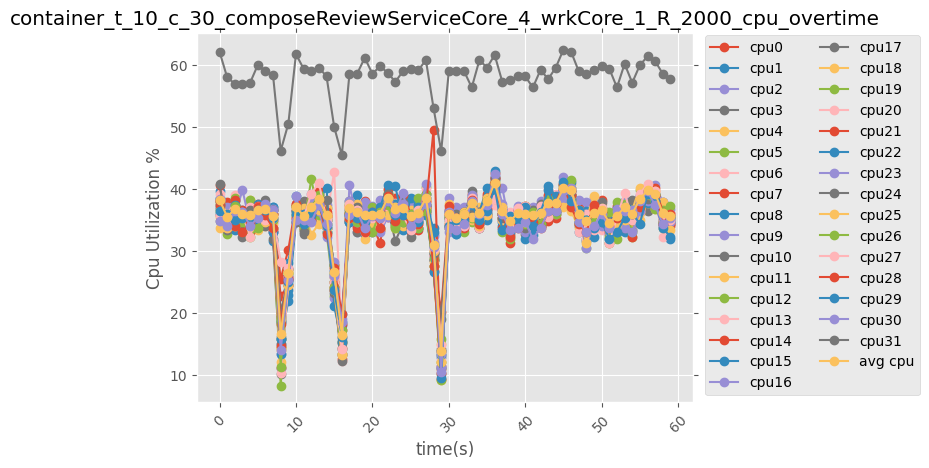 container_t_10_c_30_composeReviewServiceCore_4_wrkCore_1_R_2000_cpu_overtime
Cpu Utilization %
60
50
40
30
20
10
0
10
20
30
40
50
60
time(s)
cpu0
cpu1
cpu2
cpu3
cpu4
cpu5
cpu6
cpu7
cpu8
cpu9
cpu10
cpu11
cpu12
cpu13
cpu14
cpu15
cpu16
cpu17
cpu18
cpu19
cpu20
cpu21
cpu22
cpu23
cpu24
cpu25
cpu26
cpu27
cpu28
cpu29
cpu30
cpu31
avg cpu